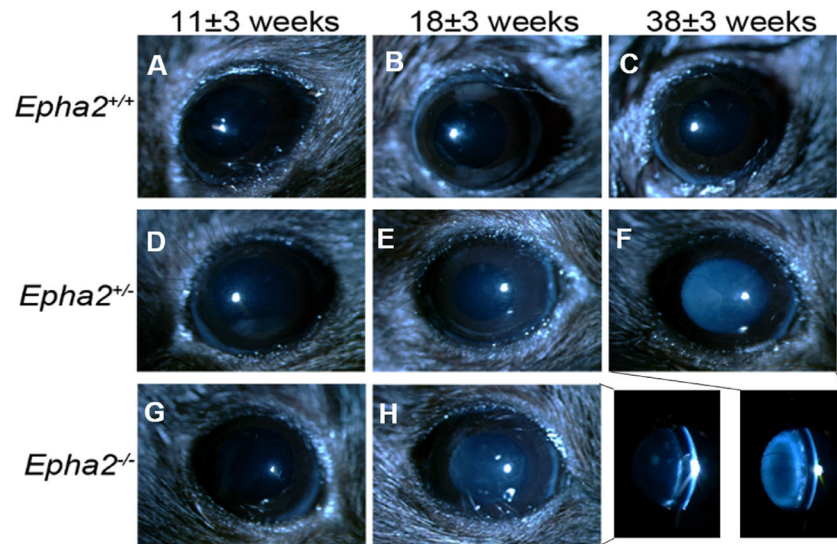 11±3 weeks 18±3 weeks 38±3 weeks
Epha2+/+ A B C
Epha2+/- D E F
Epha2-/- G H